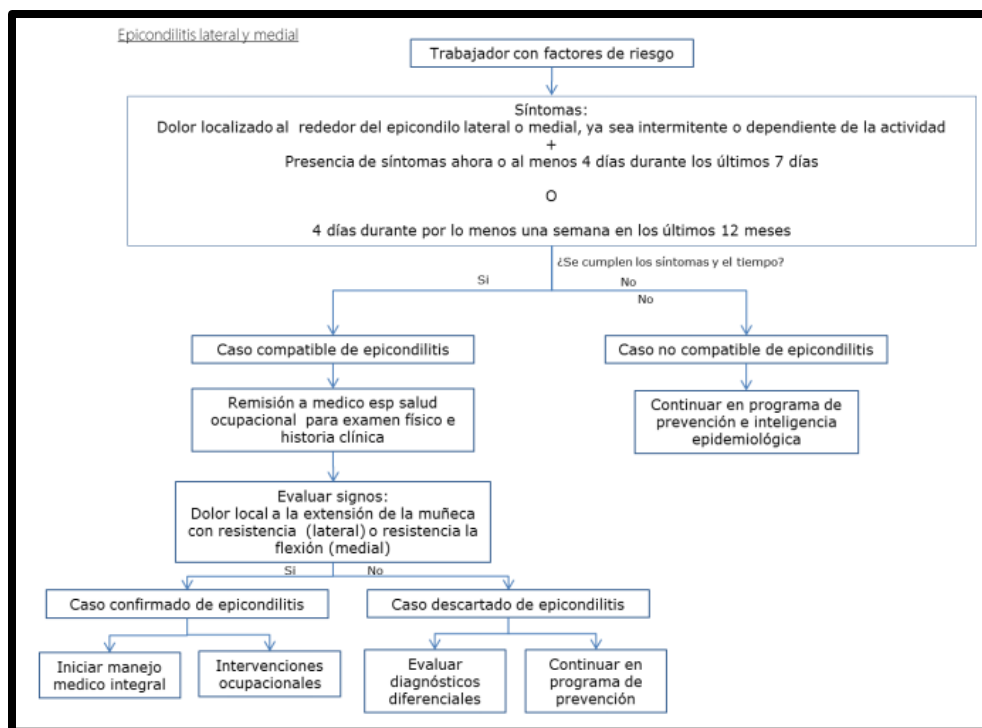 Epicondilitis lateral y medial
Trabajador con factores de riesgo
Síntomas:
Dolor localizado al rededor del epicondilo lateral o medial, ya sea intermitente o dependiente de la actividad
+
Presencia de síntomas ahora o al menos 4 días durante los últimos 7 días
O
4 días durante por lo menos una semana en los últimos 12 meses
¿Se cumplen los síntomas y el tiempo?
Si
No
No
Caso compatible de epicondilitis
Caso no compatible de epicondilitis
Remisión a medico esp salud
ocupacional para examen físico e
historia clínica
Continuar en programa de
prevención e inteligencia
epidemiológica
Evaluar signos:
Dolor local a la extensión de la muñeca
con resistencia (lateral) o resistencia la
flexión (medial)
Si
No
Caso confirmado de epicondilitis
Caso descartado de epicondilitis
Iniciar manejo
medico integral
Intervenciones
ocupacionales
Evaluar
diagnósticos
diferenciales
Continuar en
programa de
prevención